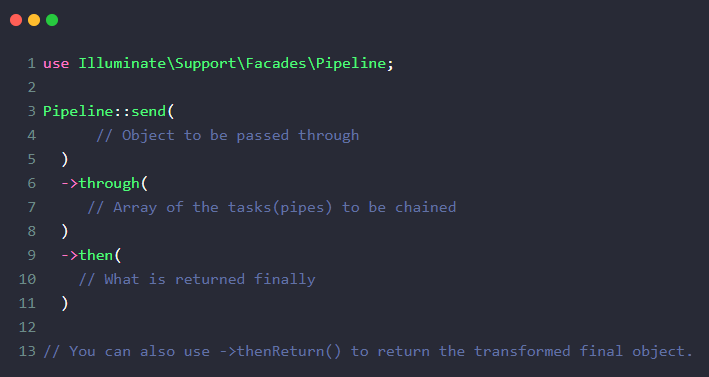 1 use Illuminate\Support\Facades\Pipeline;
2
3 Pipeline::send(
4       // Object to be passed through
5   )
6   ->through(
7      // Array of the tasks(pipes) to be chained
8   )
9   ->then(
10     // What is returned finally
11   )
12
13 // You can also use ->thenReturn() to return the transformed final object.